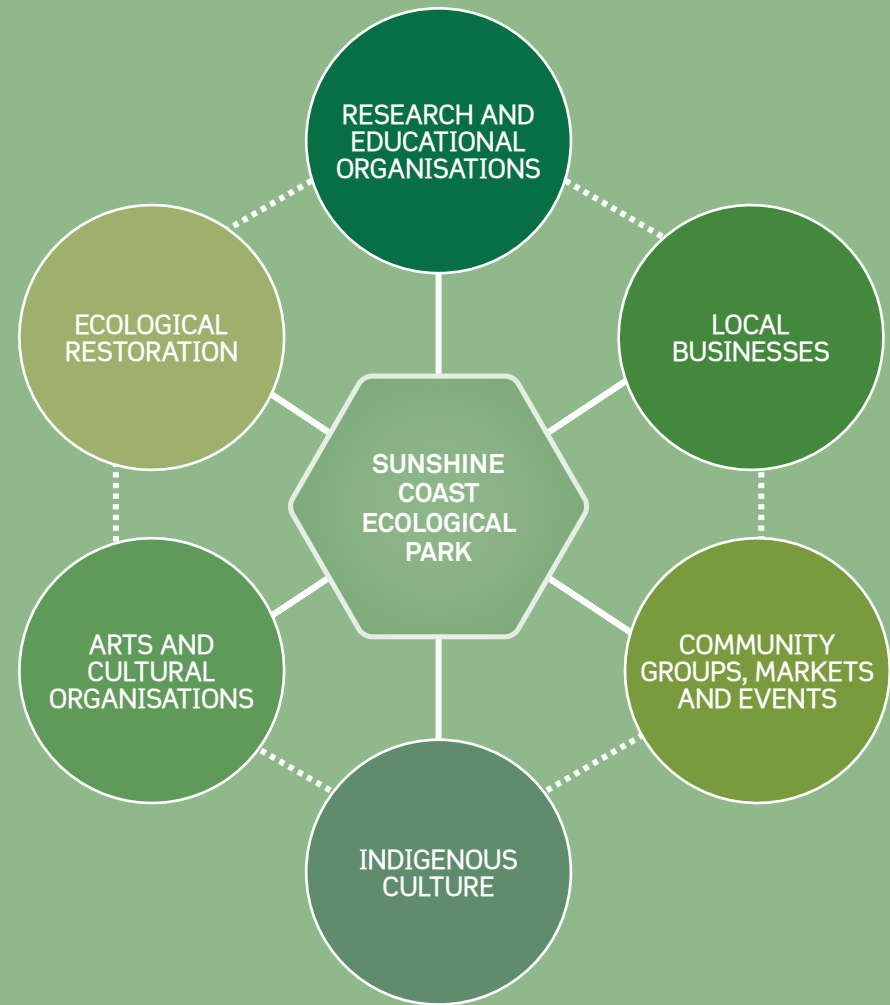 RESEARCH AND
EDUCATIONAL
ORGANISATIONS
ECOLOGICAL
RESTORATION
LOCAL
BUSINESSES
SUNSHINE
COAST
ECOLOGICAL
PARK
ARTS AND
CULTURAL
ORGANISATIONS
COMMUNITY
GROUPS, MARKETS
AND EVENTS
INDIGENOUS
CULTURE